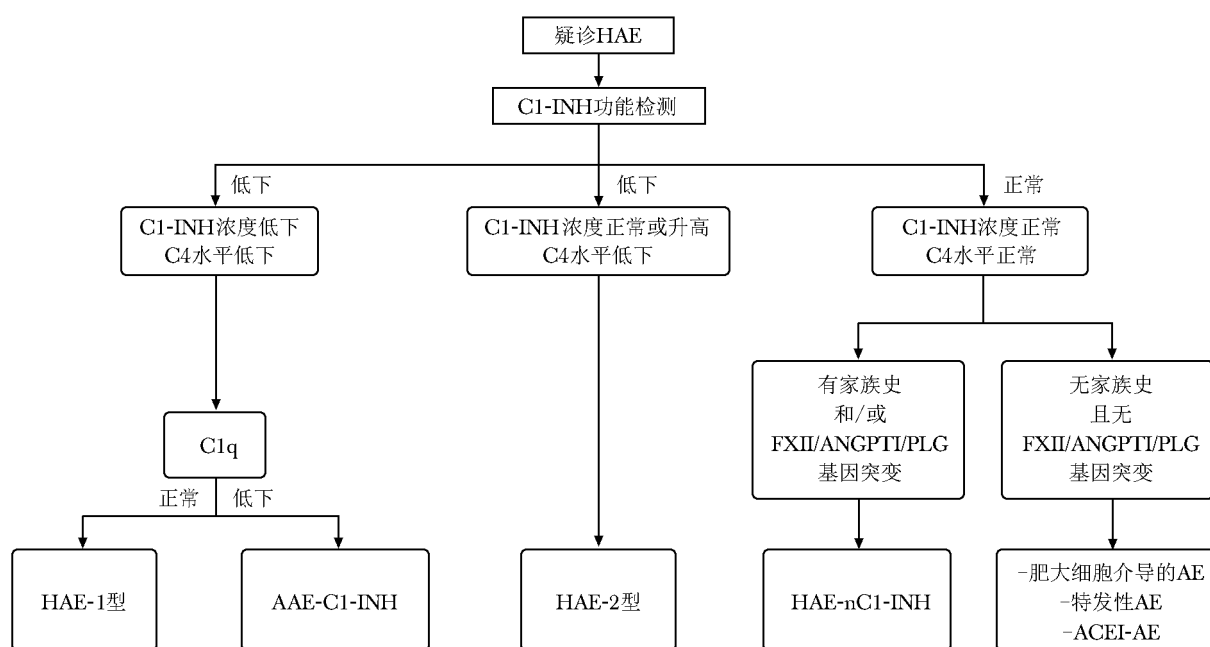 疑诊HAE
C1-INH功能检测
低下
低下
正常
C1-INH浓度低下
C4水平低下
C1-INH浓度正常或升高
C4水平低下
C1-INH浓度正常
C4水平正常
有家族史
和/或
FXII/ANGPTI/PLG
基因突变
无家族史
且无
FXII/ANGPTI/PLG
基因突变
C1q
正常
低下
HAE-1型
AAE-C1-INH
HAE-2型
HAE-nC1-INH
-肥大细胞介导的AE
-特发性AE
-ACEI-AE